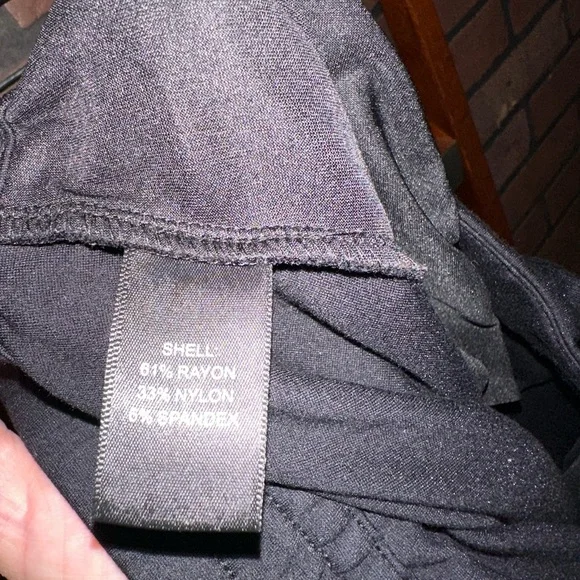 SHELL:
61% RAYON
33% NYLON
6% SPANDEX